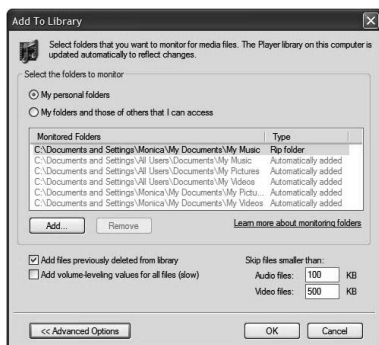 Add To Library
Select folders that you want to monitor for media files. The Player library on this computer is
updated automatically to reflect changes.
Select the folders to monitor
My personal folders
My folders and those of others that I can access
Monitored Folders Type
C:\Documents and Settings\Monica\My Documents\My Music Rip folder
C:\Documents and Settings\All Users\Documents\My Music Automatically added
C:\Documents and Settings\All Users\Documents\My Pictures Automatically added
C:\Documents and Settings\All Users\Documents\My Videos Automatically added
C:\Documents and Settings\Monica\My Documents\My Pictu... Automatically added
C:\Documents and Settings\Monica\My Documents\My Videos Automatically added
Add... Remove Learn more about monitoring folders
Add files previously deleted from library Skip files smaller than:
Add volume-leveling values for all files (slow) Audio files: 100 KB
Video files: 500 KB
<< Advanced Options OK Cancel